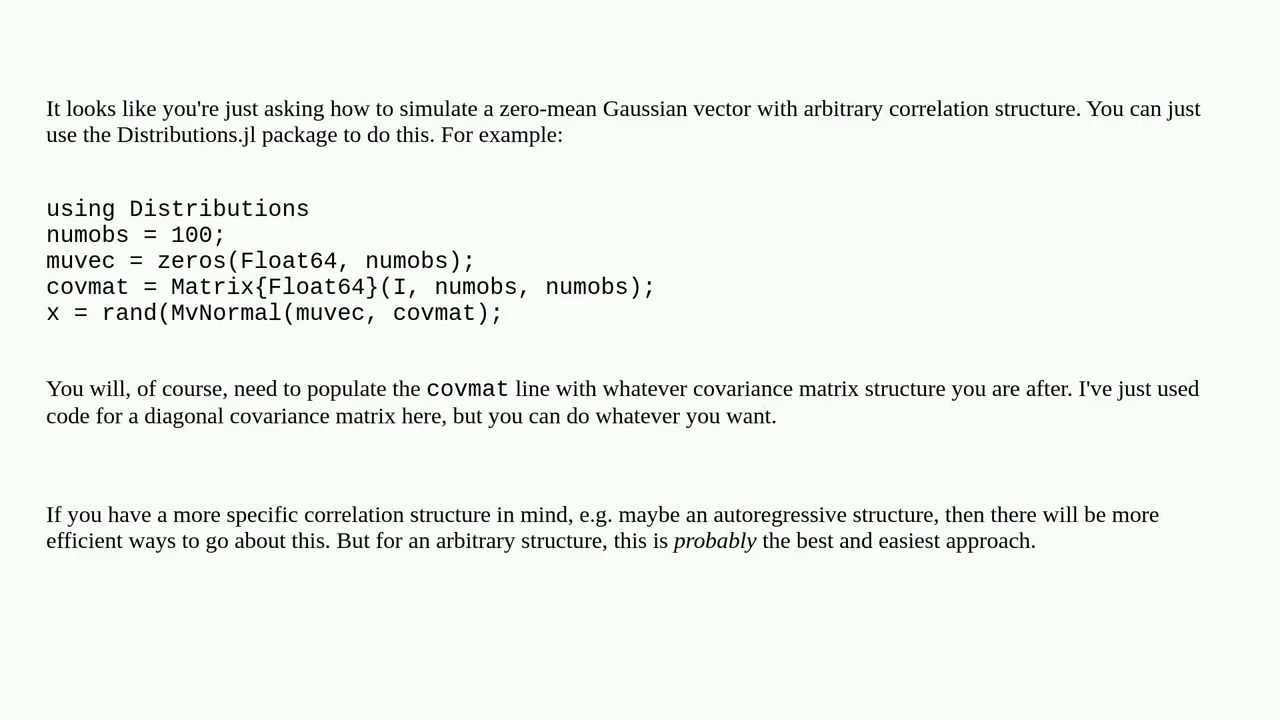 It looks like you're just asking how to simulate a zero-mean Gaussian vector with arbitrary correlation structure. You can just
use the Distributions.jl package to do this. For example:
using Distributions
numobs = 100;
muvec = zeros(Float64, numobs);
covmat = Matrix{Float64}(I, numobs, numobs);
x = rand(MvNormal(muvec, covmat);
You will, of course, need to populate the covmat line with whatever covariance matrix structure you are after. I've just used
code for a diagonal covariance matrix here, but you can do whatever you want.
If you have a more specific correlation structure in mind, e.g. maybe an autoregressive structure, then there will be more
efficient ways to go about this. But for an arbitrary structure, this is probably the best and easiest approach.